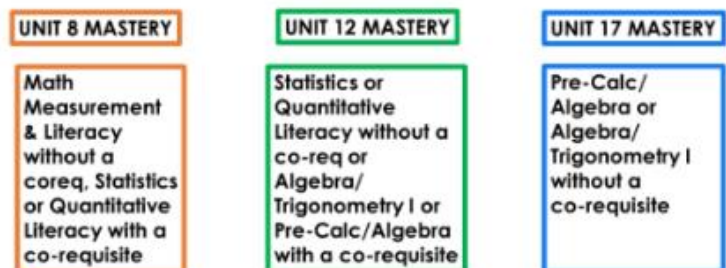 UNIT 8 MASTERY
Math
Measurement
& Literacy
without a
coreq, Statistics
or Quantitative
Literacy with a
co-requisite
UNIT 12 MASTERY
Statistics or
Quantitative
Literacy without a
co-req or
Algebra/
Trigonometry I or
Pre-Calc/Algebra
with a co-requisite
UNIT 17 MASTERY
Pre-Calc/
Algebra or
Algebra/
Trigonometry I
without a
co-requisite